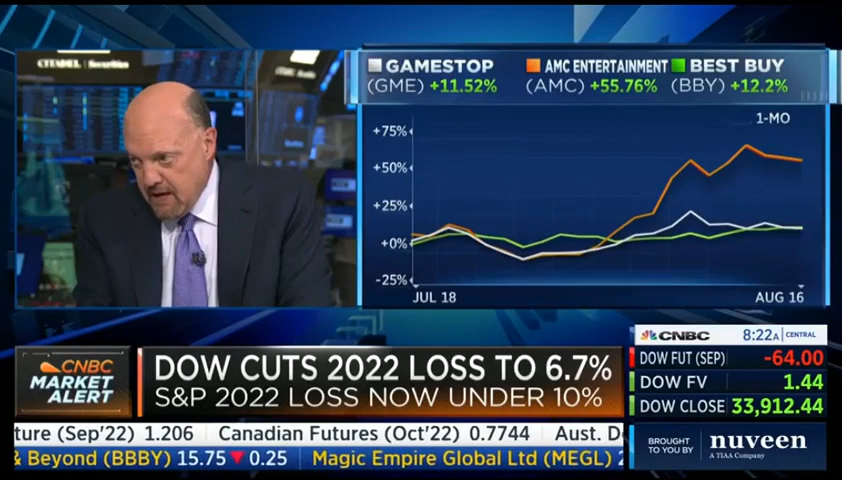 CITADEL | Securities
GAMESTOP
(GME) +11.52%
AMC ENTERTAINMENT
(AMC) +55.76%
BEST BUY
(BBY) +12.2%
1-MO
+75%
+50%
+25%
+0%
-25%
JUL 18
AUG 16
CNBC
MARKET
ALERT
DOW CUTS 2022 LOSS TO 6.7%
S&P 2022 LOSS NOW UNDER 10%
CNBC 8:22A CENTRAL
DOW FUT (SEP) -64.00
DOW FV 1.44
DOW CLOSE 33,912.44
BROUGHT
TO YOU BY
nuveen
A TIAA Company
ture (Sep'22) 1.206 Canadian Futures (Oct'22) 0.7744 Aust. D
& Beyond (BBBY) 15.75 ▼ 0.25 Magic Empire Global Ltd (MEGL) 2